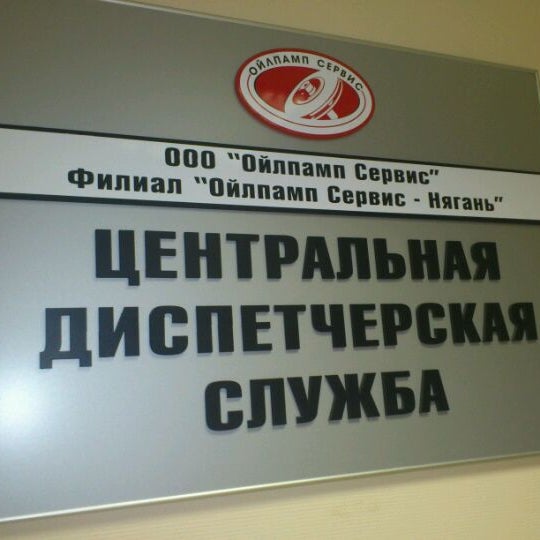 ОЙЛПАМП СЕРВИС
ООО "Ойлпамп Сервис"
Филиал "Ойлпамп Сервис - Нягань"
ЦЕНТРАЛЬНАЯ
ДИСПЕТЧЕРСКАЯ
СЛУЖБА